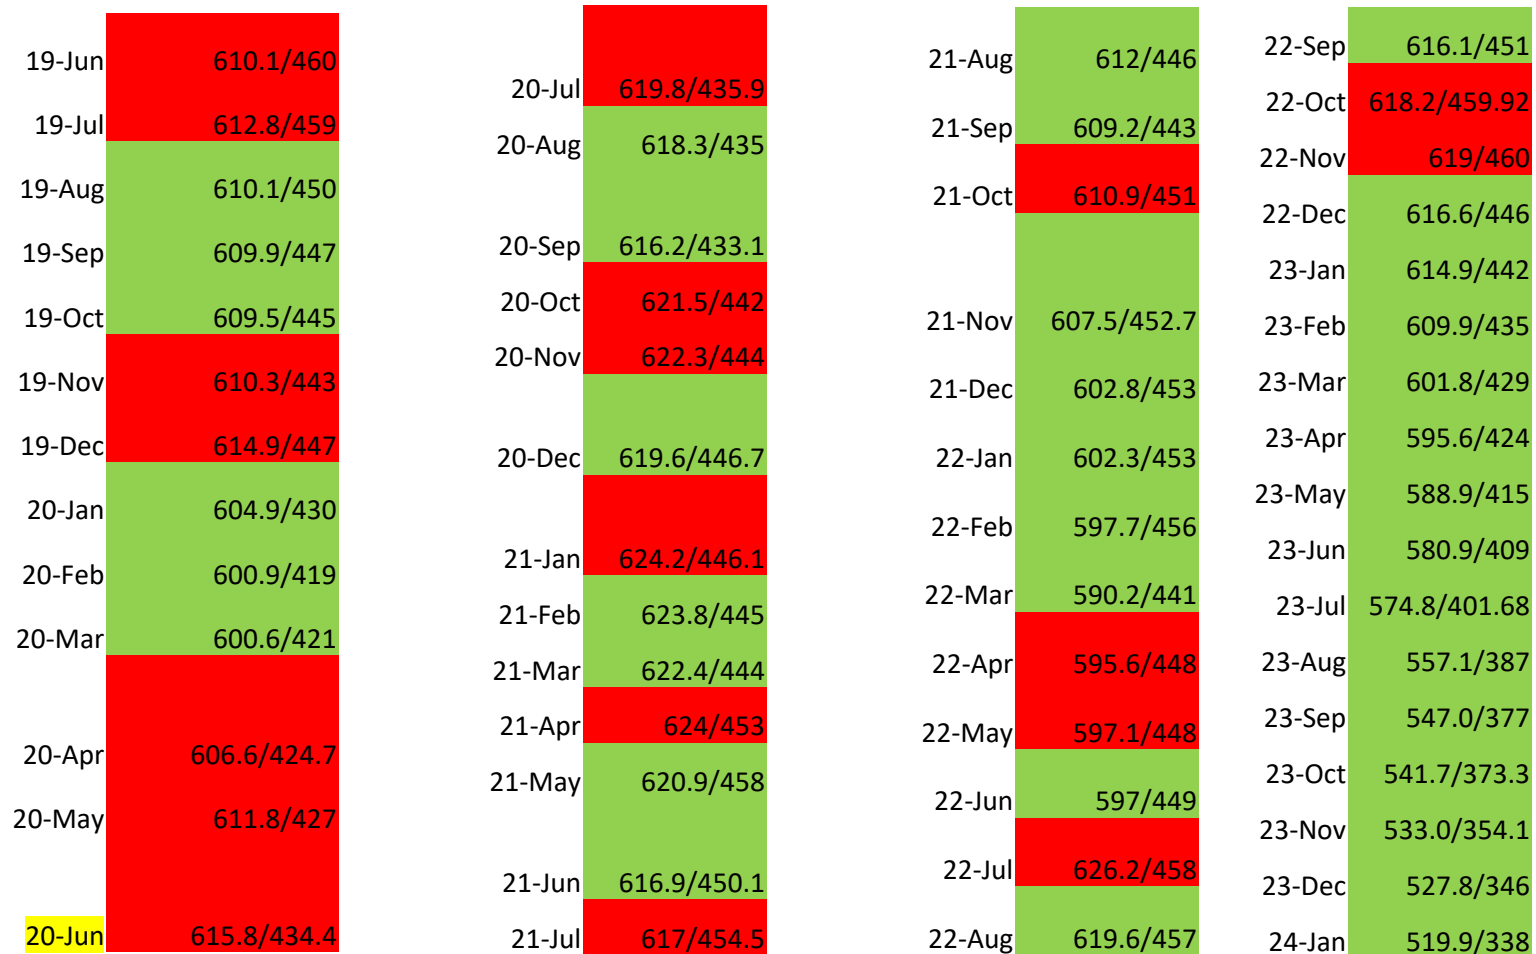 19-Jun 610.1/460
19-Jul 612.8/459
19-Aug 610.1/450
19-Sep 609.9/447
19-Oct 609.5/445
19-Nov 610.3/443
19-Dec 614.9/447
20-Jan 604.9/430
20-Feb 600.9/419
20-Mar 600.6/421
20-Apr 606.6/424.7
20-May 611.8/427
20-Jun 615.8/434.4
20-Jul 619.8/435.9
20-Aug 618.3/435
20-Sep 616.2/433.1
20-Oct 621.5/442
20-Nov 622.3/444
20-Dec 619.6/446.7
21-Jan 624.2/446.1
21-Feb 623.8/445
21-Mar 622.4/444
21-Apr 624/453
21-May 620.9/458
21-Jun 616.9/450.1
21-Jul 617/454.5
21-Aug 612/446
21-Sep 609.2/443
21-Oct 610.9/451
21-Nov 607.5/452.7
21-Dec 602.8/453
22-Jan 602.3/453
22-Feb 597.7/456
22-Mar 590.2/441
22-Apr 595.6/448
22-May 597.1/448
22-Jun 597/449
22-Jul 626.2/458
22-Aug 619.6/457
22-Sep 616.1/451
22-Oct 618.2/459.92
22-Nov 619/460
22-Dec 616.6/446
23-Jan 614.9/442
23-Feb 609.9/435
23-Mar 601.8/429
23-Apr 595.6/424
23-May 588.9/415
23-Jun 580.9/409
23-Jul 574.8/401.68
23-Aug 557.1/387
23-Sep 547.0/377
23-Oct 541.7/373.3
23-Nov 533.0/354.1
23-Dec 527.8/346
24-Jan 519.9/338